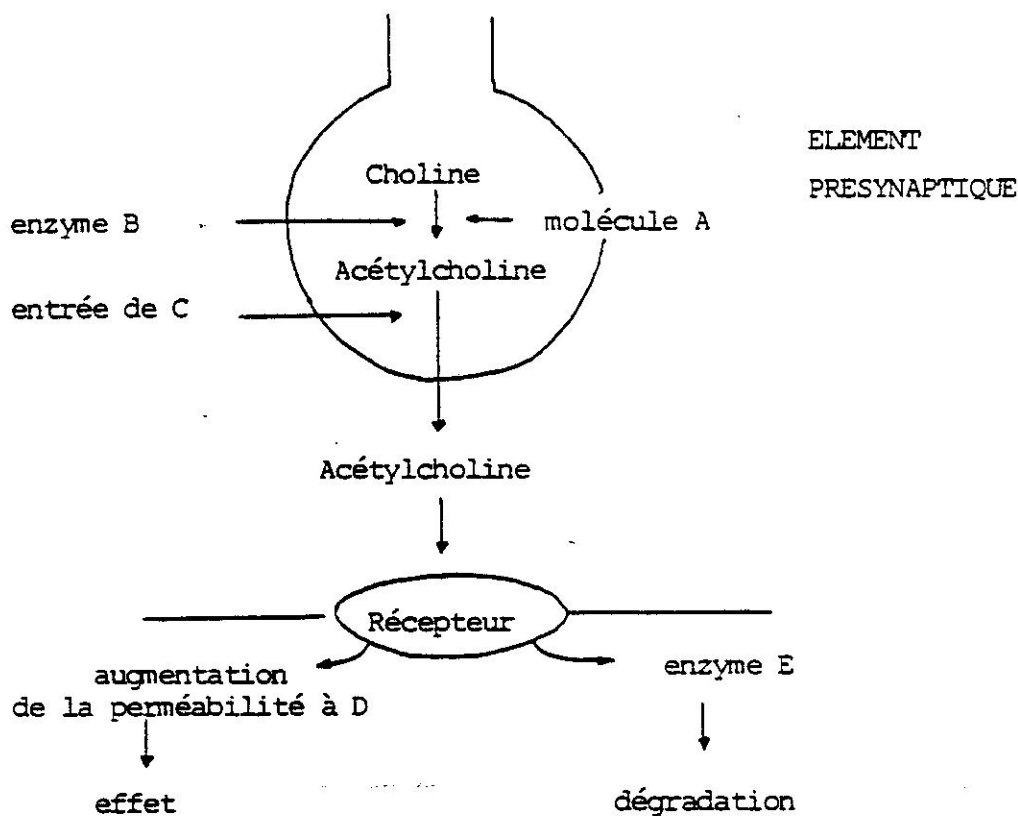 ELEMENT
PRESYNAPTIQUE
Choline
enzyme B
molécule A
Acétylcholine
entrée de C
Acétylcholine
Récepteur
augmentation
de la perméabilité à D
enzyme E
effet
dégradation